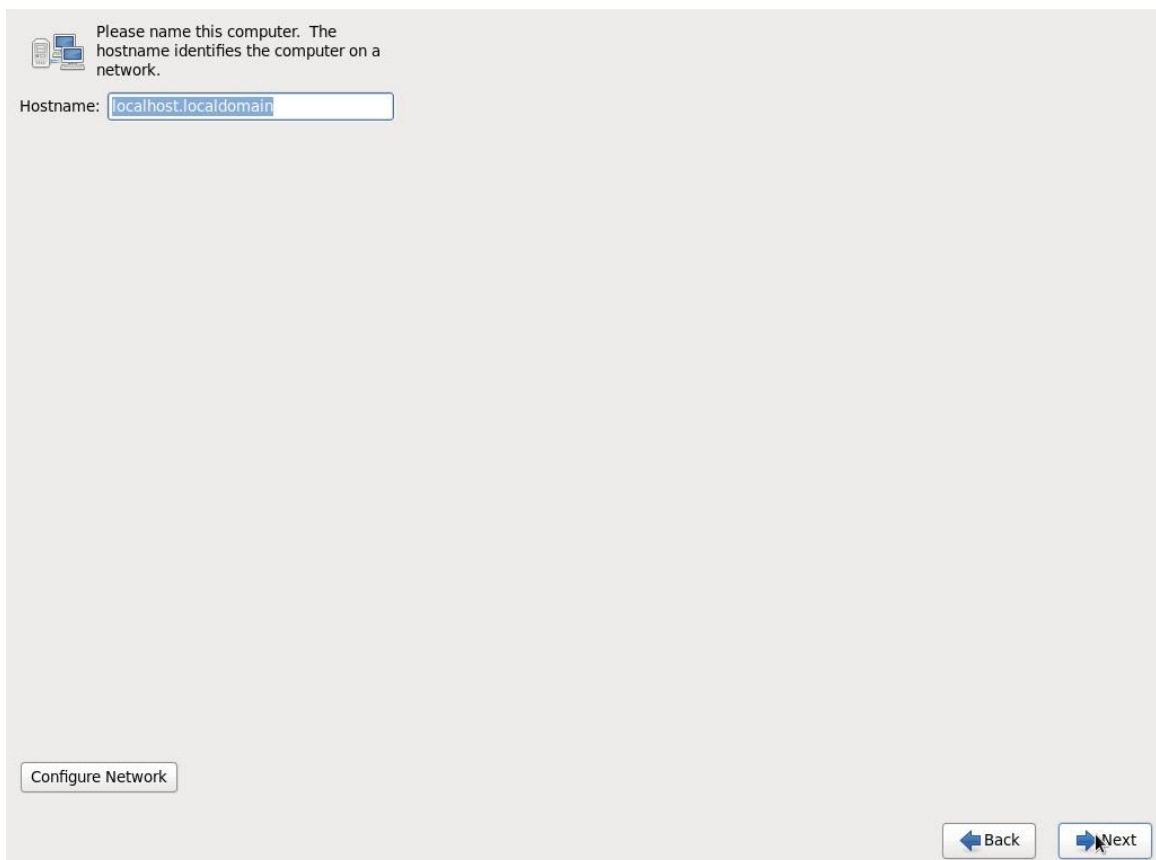 Please name this computer.  The
hostname identifies the computer on a
network.
Hostname: localhost.localdomain
Configure Network
Back Next